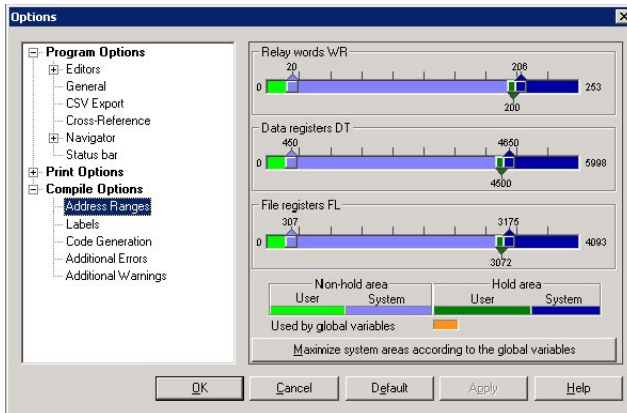 Options
Program Options
Editors
General
CSV Export
Cross-Reference
Navigator
Status bar
Print Options
Compile Options
Address Ranges
Labels
Code Generation
Additional Errors
Additional Warnings
Relay words WR
20 206
0 253
200
Data registers DT
450 4650
0 5998
4500
File registers FL
307 3175
0 4093
3072
Non-hold area Hold area
User System User System
Used by global variables
Maximize system areas according to the global variables
OK Cancel Default Apply Help